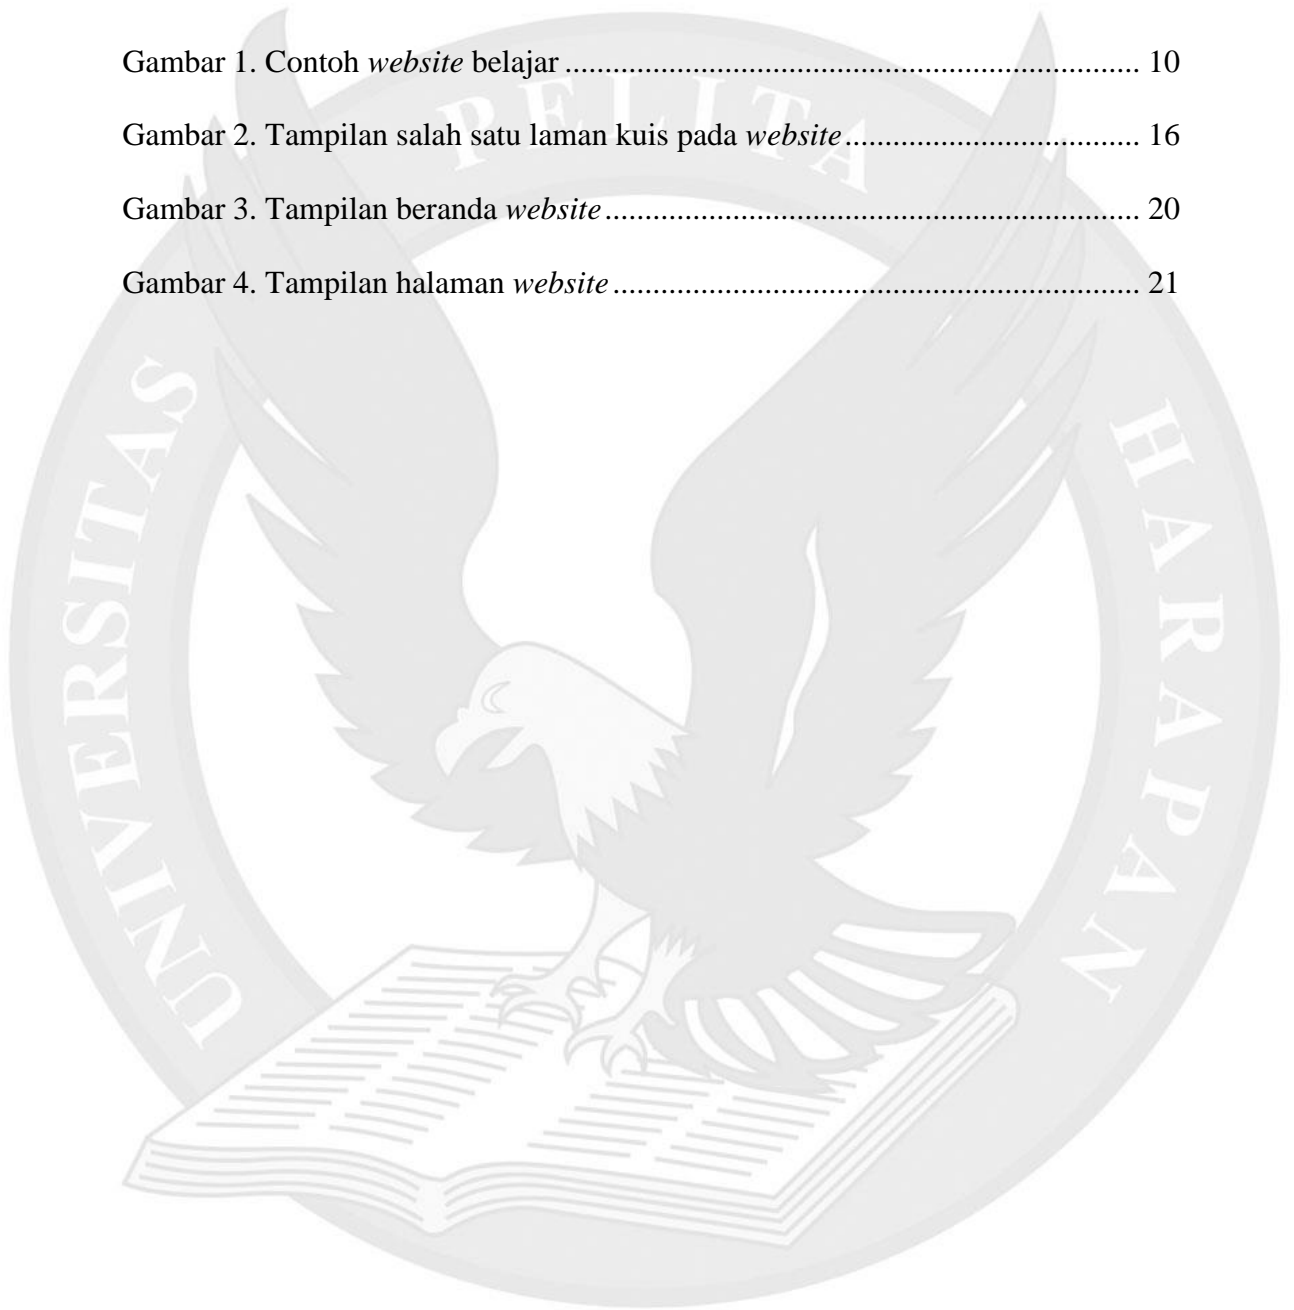 Gambar 1. Contoh website belajar ........................................................................ 10
Gambar 2. Tampilan salah satu laman kuis pada website ..................................... 16
Gambar 3. Tampilan beranda website ................................................................... 20
Gambar 4. Tampilan halaman website .................................................................. 21
UNIVERSITAS PELITA HARAPAN